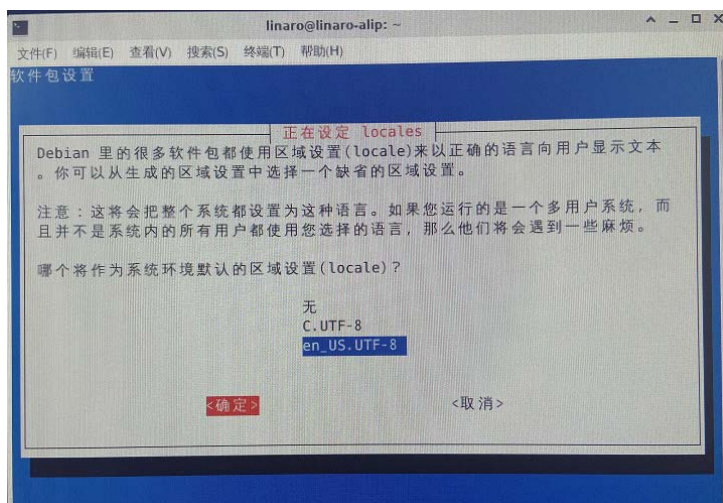 linaro@linaro-alip: ~
文件(F) 编辑(E) 查看(V) 搜索(S) 终端(T) 帮助(H)
软件包设置
正在设定 locales
Debian 里的很多软件包都使用区域设置(locale)来以正确的语言向用户显示文本
。你可以从生成的区域设置中选择一个缺省的区域设置。
注意：这将会把整个系统都设置为这种语言。如果您运行的是一个多用户系统，而
且并不是系统内的所有用户都使用您选择的语言，那么他们将会遇到一些麻烦。
哪个将作为系统环境默认的区域设置(locale)？
无
C.UTF-8
en_US.UTF-8
<确定> <取消>